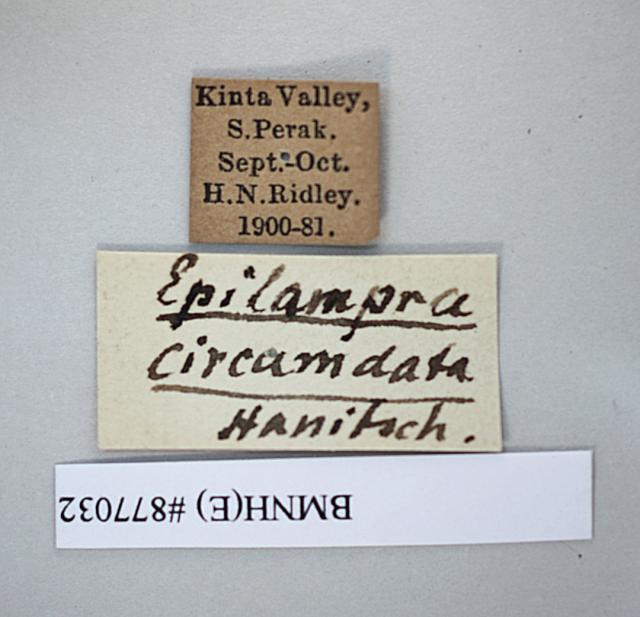 Kinta Valley,
S.Perak.
Sept.-Oct.
H.N.Ridley.
1900-81.
Epilampra
circumdata
Hanitsch.
BMNH(E) #877032